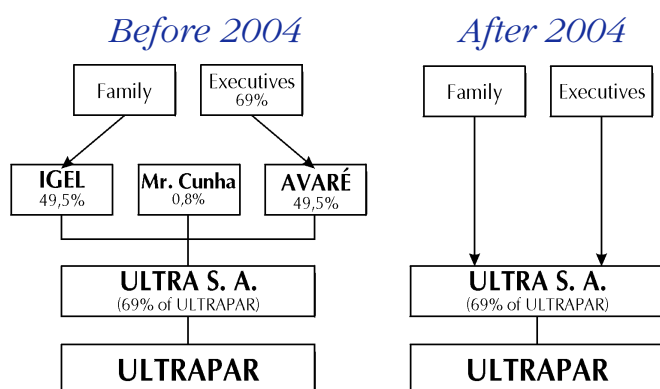 Before 2004
Family
Executives
69%
IGEL
49,5%
Mr. Cunha
0,8%
AVARÉ
49,5%
ULTRA S. A.
(69% of ULTRAPAR)
ULTRAPAR
After 2004
Family
Executives
ULTRA S. A.
(69% of ULTRAPAR)
ULTRAPAR